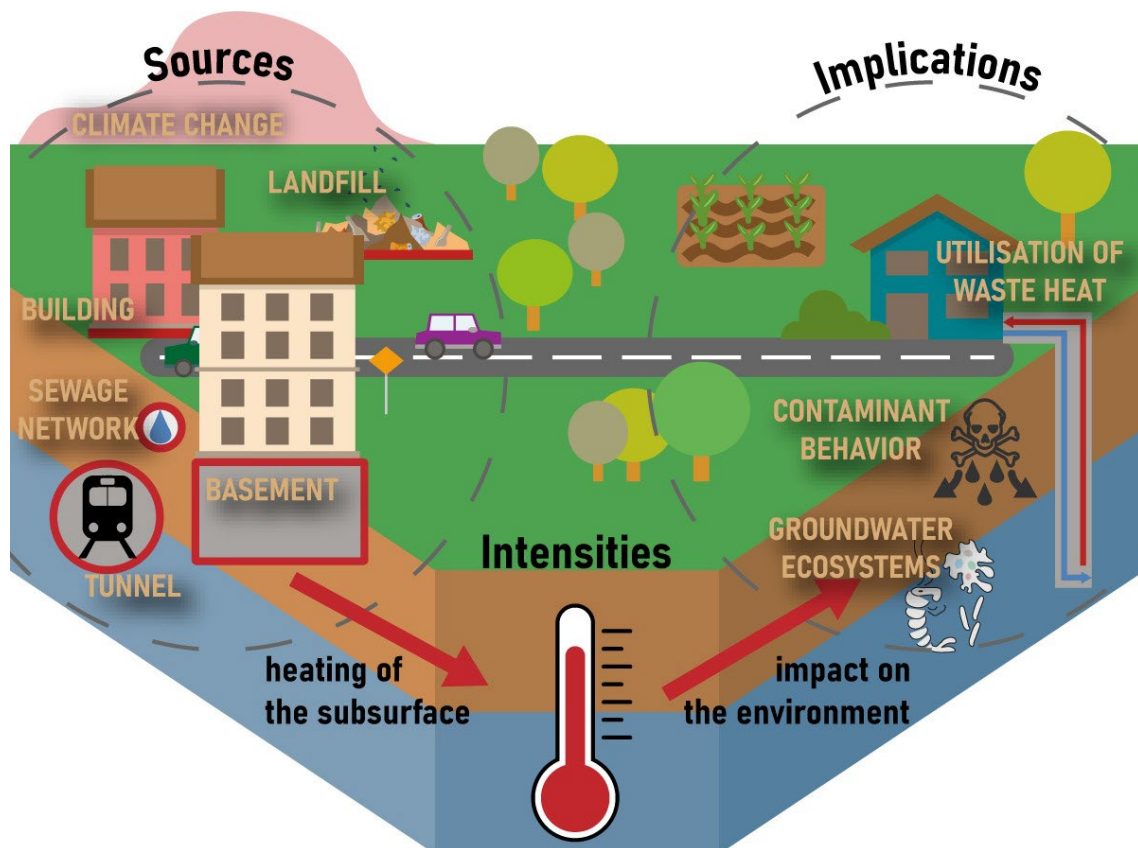 Sources
CLIMATE CHANGE
LANDFILL
BUILDING
SEWAGE
NETWORK
BASEMENT
TUNNEL
heating of
the subsurface
Intensities
Implications
UTILISATION OF
WASTE HEAT
CONTAMINANT
BEHAVIOR
GROUNDWATER
ECOSYSTEMS
impact on
the environment